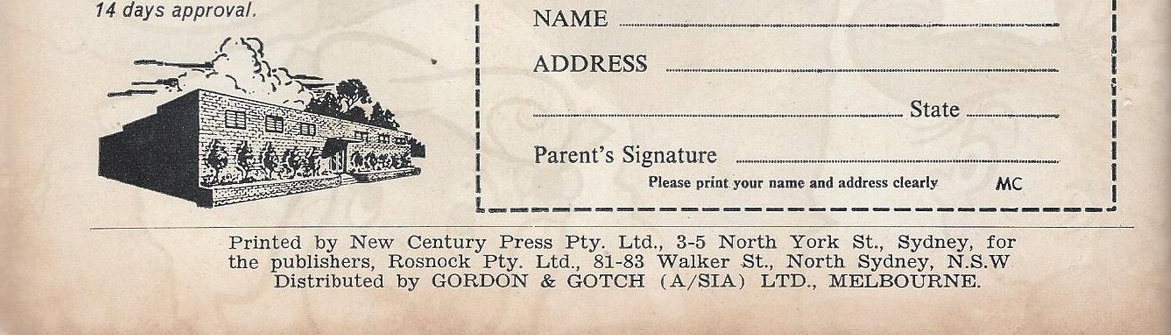 14 days approval.
NAME
ADDRESS
State
Parent's Signature
Please print your name and address clearly MC
Printed by New Century Press Pty. Ltd., 3-5 North York St., Sydney, for
the publishers, Rosnock Pty. Ltd., 81-83 Walker St., North Sydney, N.S.W
Distributed by GORDON & GOTCH (A/SIA) LTD., MELBOURNE.